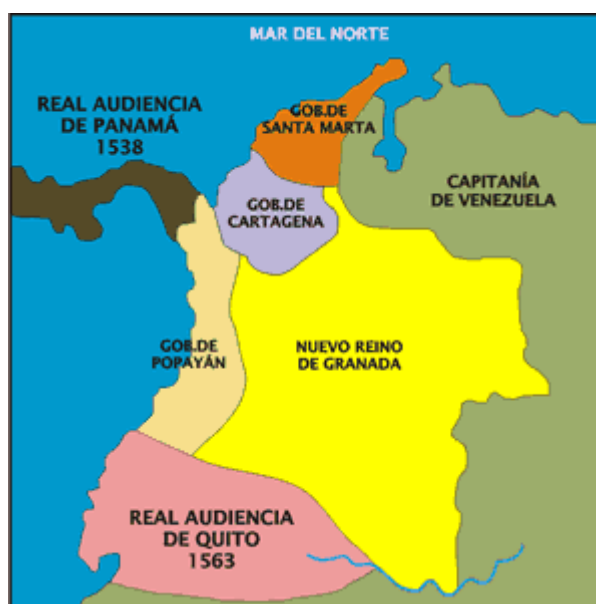 MAR DEL NORTE
REAL AUDIENCIA
DE PANAMÁ
1538
GOB.DE
SANTA MARTA
CAPITANÍA
DE VENEZUELA
GOB.DE
CARTAGENA
GOB.DE
POPAYÁN
NUEVO REINO
DE GRANADA
REAL AUDIENCIA
DE QUITO
1563